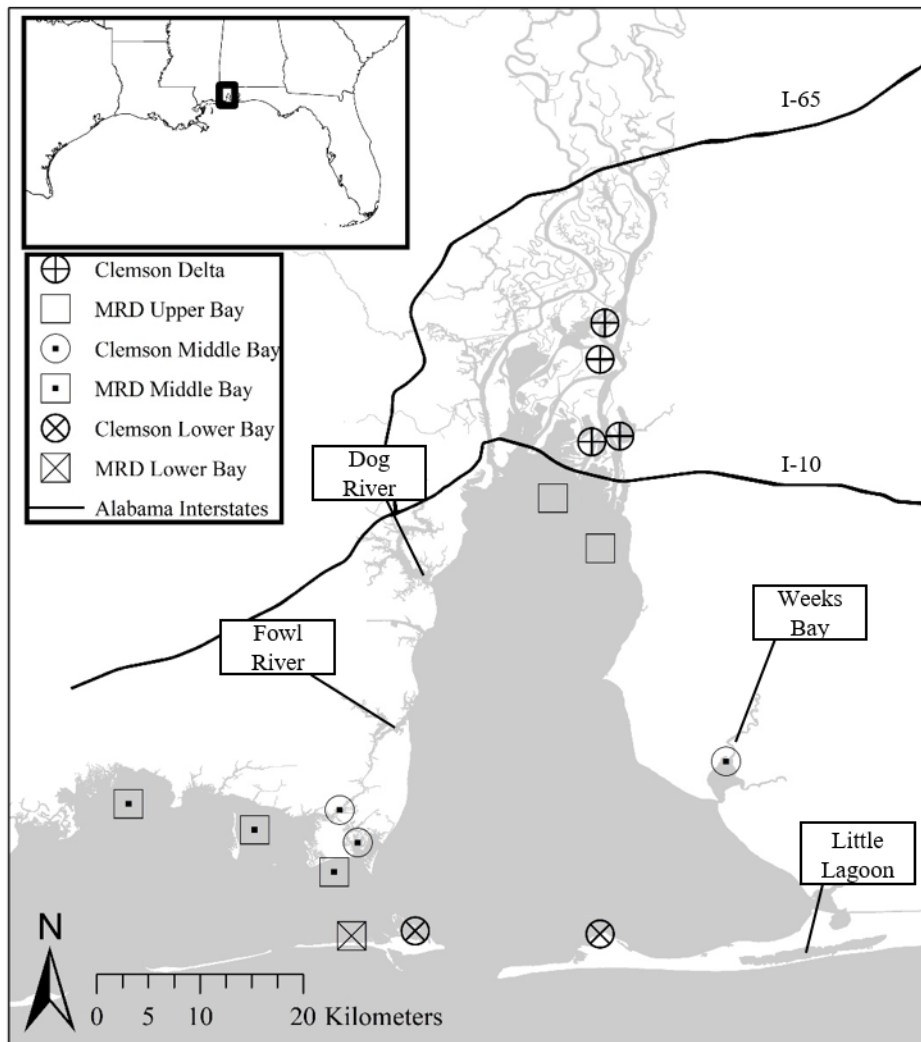 I-65
Clemson Delta
MRD Upper Bay
Clemson Middle Bay
MRD Middle Bay
Clemson Lower Bay
MRD Lower Bay
Alabama Interstates
Dog
River
I-10
Weeks
Bay
Fowl
River
Little
Lagoon
N
0 5 10 20 Kilometers